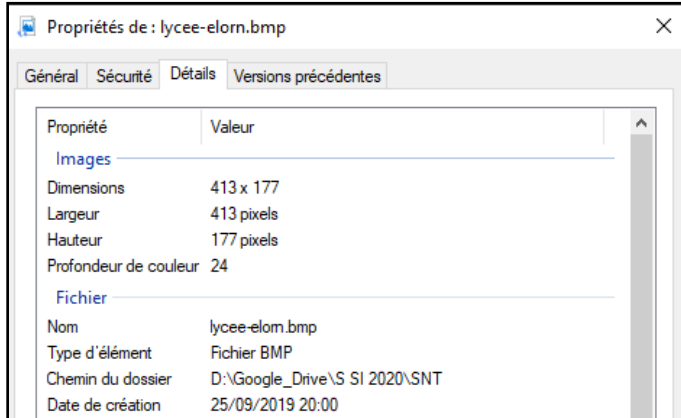 Propriétés de : lycee-elorn.bmp
Général Sécurité Détails Versions précédentes
Propriété Valeur
Images
Dimensions 413 x 177
Largeur 413 pixels
Hauteur 177 pixels
Profondeur de couleur 24
Fichier
Nom lycee-elorn.bmp
Type d'élément Fichier BMP
Chemin du dossier D:\Google_Drive\S SI 2020\SNT
Date de création 25/09/2019 20:00